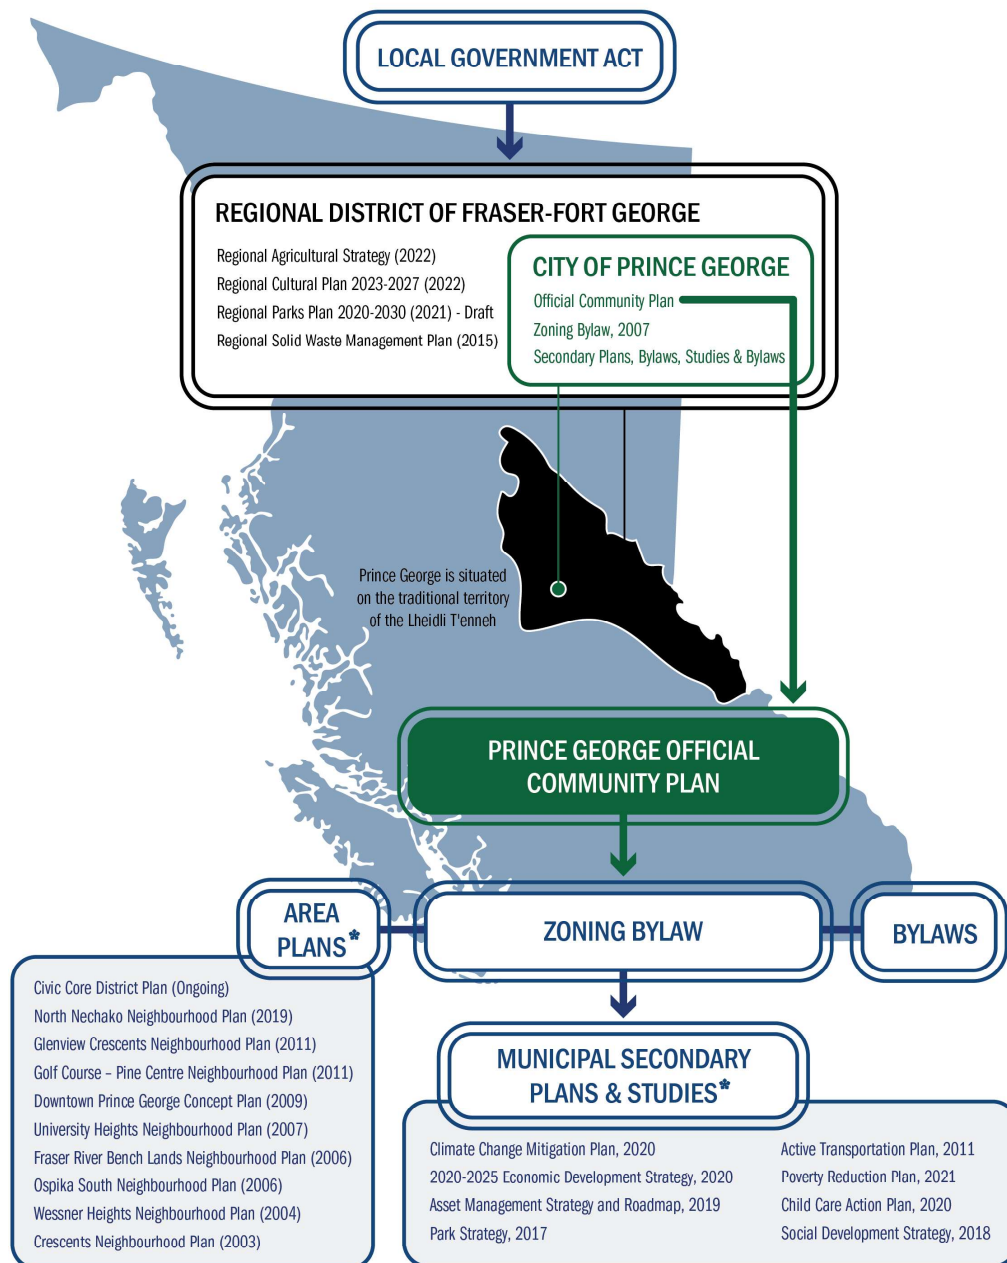 LOCAL GOVERNMENT ACT
REGIONAL DISTRICT OF FRASER-FORT GEORGE
Regional Agricultural Strategy (2022)
Regional Cultural Plan 2023-2027 (2022)
Regional Parks Plan 2020-2030 (2021) - Draft
Regional Solid Waste Management Plan (2015)
CITY OF PRINCE GEORGE
Official Community Plan
Zoning Bylaw, 2007
Secondary Plans, Bylaws, Studies & Bylaws
Prince George is situated
on the traditional territory
of the Lheidli T'enneh
PRINCE GEORGE OFFICIAL
COMMUNITY PLAN
AREA
PLANS*
ZONING BYLAW
BYLAWS
Civic Core District Plan (Ongoing)
North Nechako Neighbourhood Plan (2019)
Glenview Crescents Neighbourhood Plan (2011)
Golf Course – Pine Centre Neighbourhood Plan (2011)
Downtown Prince George Concept Plan (2009)
University Heights Neighbourhood Plan (2007)
Fraser River Bench Lands Neighbourhood Plan (2006)
Ospika South Neighbourhood Plan (2006)
Wessner Heights Neighbourhood Plan (2004)
Crescents Neighbourhood Plan (2003)
MUNICIPAL SECONDARY
PLANS & STUDIES*
Climate Change Mitigation Plan, 2020
2020-2025 Economic Development Strategy, 2020
Asset Management Strategy and Roadmap, 2019
Park Strategy, 2017
Active Transportation Plan, 2011
Poverty Reduction Plan, 2021
Child Care Action Plan, 2020
Social Development Strategy, 2018